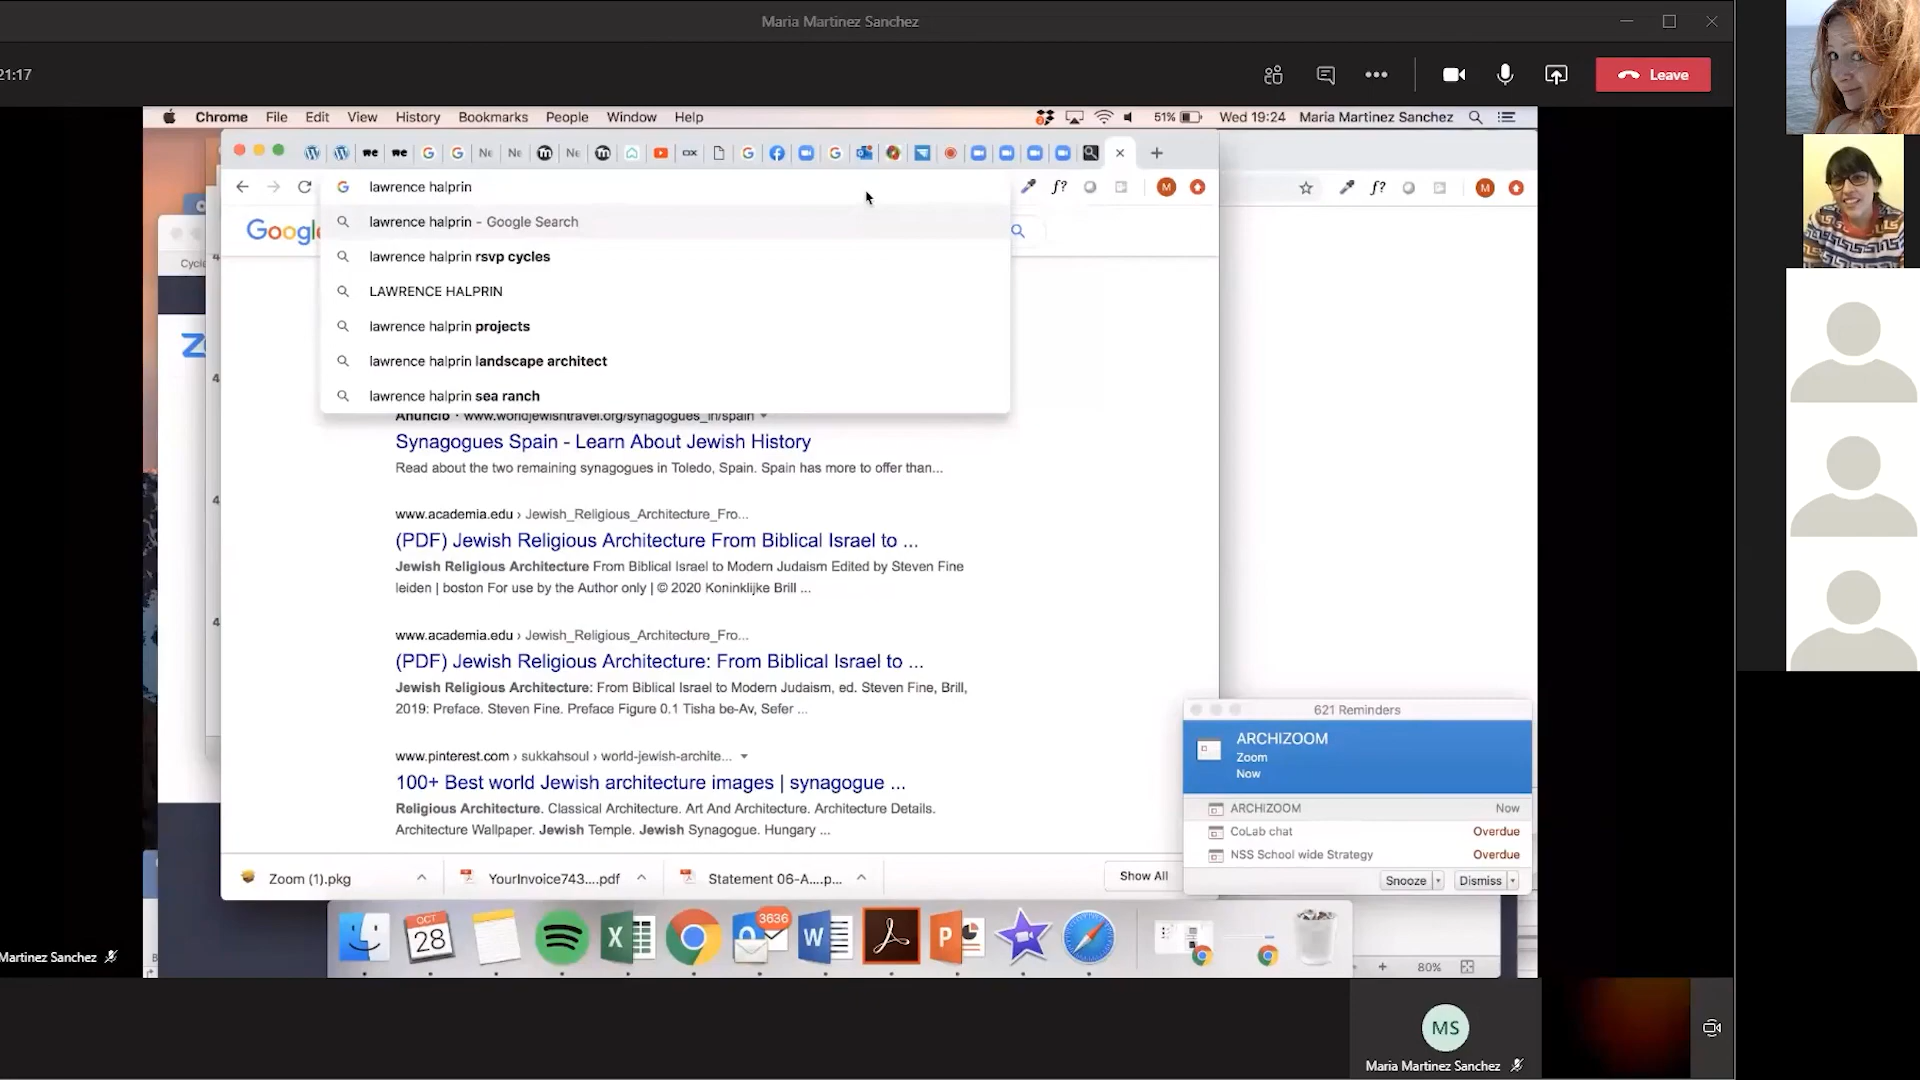 Maria Martinez Sanchez
21:17
Leave
Chrome File Edit View History Bookmarks People Window Help
51% Wed 19:24 Maria Martinez Sanchez
lawrence halprin
lawrence halprin - Google Search
lawrence halprin rsvp cycles
LAWRENCE HALPRIN
lawrence halprin projects
lawrence halprin landscape architect
lawrence halprin sea ranch
Anuncio · www.worldjewishtravel.org/synagogues_in/spain
Synagogues Spain - Learn About Jewish History
Read about the two remaining synagogues in Toledo, Spain. Spain has more to offer than...
www.academia.edu › Jewish_Religious_Architecture_Fro...
(PDF) Jewish Religious Architecture From Biblical Israel to ...
Jewish Religious Architecture From Biblical Israel to Modern Judaism Edited by Steven Fine
leiden | boston For use by the Author only | © 2020 Koninklijke Brill ...
www.academia.edu › Jewish_Religious_Architecture_Fro...
(PDF) Jewish Religious Architecture: From Biblical Israel to ...
Jewish Religious Architecture: From Biblical Israel to Modern Judaism, ed. Steven Fine, Brill,
2019: Preface. Steven Fine. Preface Figure 0.1 Tisha be-Av, Sefer ...
www.pinterest.com › sukkahsoul › world-jewish-archite...
100+ Best world Jewish architecture images | synagogue ...
Religious Architecture. Classical Architecture. Art And Architecture. Architecture Details.
Architecture Wallpaper. Jewish Temple. Jewish Synagogue. Hungary ...
621 Reminders
ARCHIZOOM
Zoom
Now
ARCHIZOOM Now
CoLab chat Overdue
NSS School wide Strategy Overdue
Snooze Dismiss
Zoom (1).pkg YourInvoice743....pdf Statement 06-A....p... Show All
OCT
28
3636
80%
Martinez Sanchez
MS
Maria Martinez Sanchez